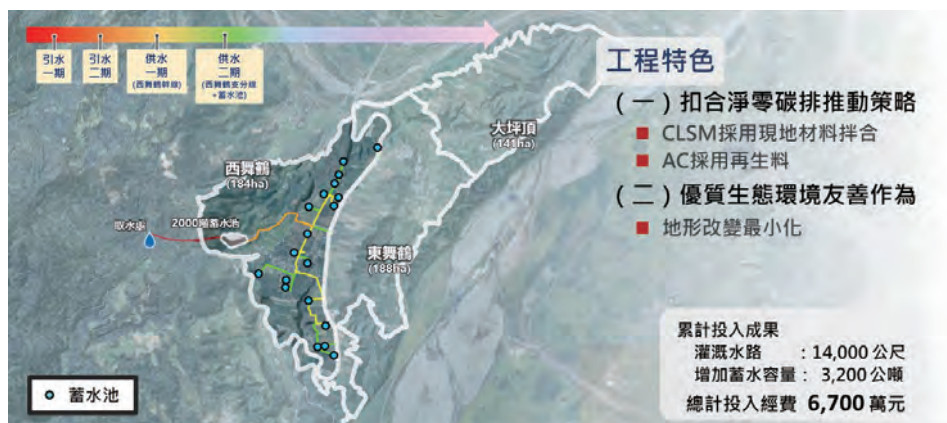 引水
一期
引水
二期
供水
一期
(西舞鶴幹線)
供水
二期
(西舞鶴支分線
+蓄水池)
工程特色
(一)扣合淨零碳排推動策略
CLSM採用現地材料拌合
AC採用再生料
(二)優質生態環境友善作為
地形改變最小化
大坪頂
(141ha)
西舞鶴
(184ha)
取水處
2000噸蓄水池
東舞鶴
(188ha)
累計投入成果
灌溉水路 :14,000 公尺
增加蓄水容量:3,200 公噸
總計投入經費 6,700 萬元
蓄水池